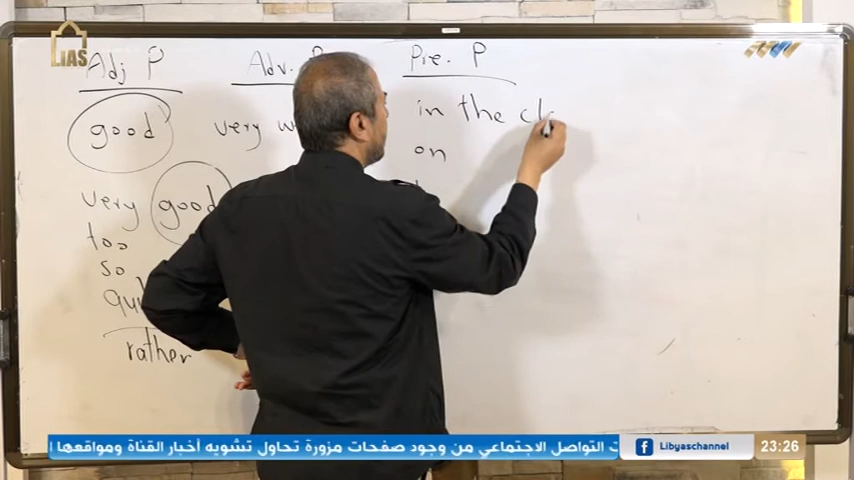 LIAS
Adj P
Adv. P
Pre. P
good
very
in the
on
very good
too
so
rather
ت التواصل الاجتماعي من وجود صفحات مزورة تحاول تشويه أخبار القناة ومواقعها
Libyaschannel
23:26